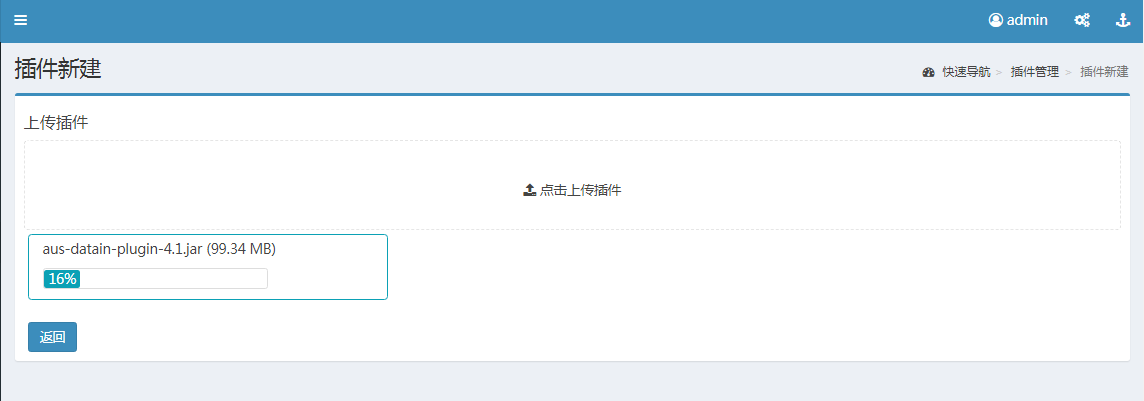 admin
插件新建
快速导航 > 插件管理 > 插件新建
上传插件
点击上传插件
aus-datain-plugin-4.1.jar (99.34 MB)
16%
返回